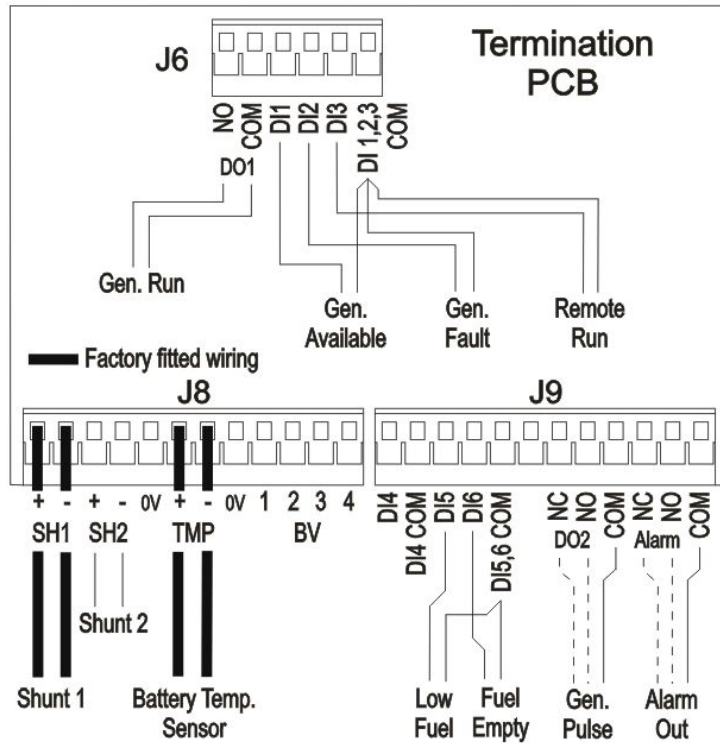 Termination
PCB
J6
NO
COM
DI1
DI2
DI3
DI 1,2,3
COM
DO1
Gen. Run
Gen.
Available
Gen.
Fault
Remote
Run
Factory fitted wiring
J8
J9
+ - + - 0V + - 0V 1 2 3 4
SH1 SH2 TMP BV
DI4
DI4 COM
DI5
DI6
DI5,6 COM
NC
NO
COM
NC
NO
COM
DO2
Alarm
Shunt 2
Shunt 1
Battery Temp.
Sensor
Low
Fuel
Fuel
Empty
Gen.
Pulse
Alarm
Out